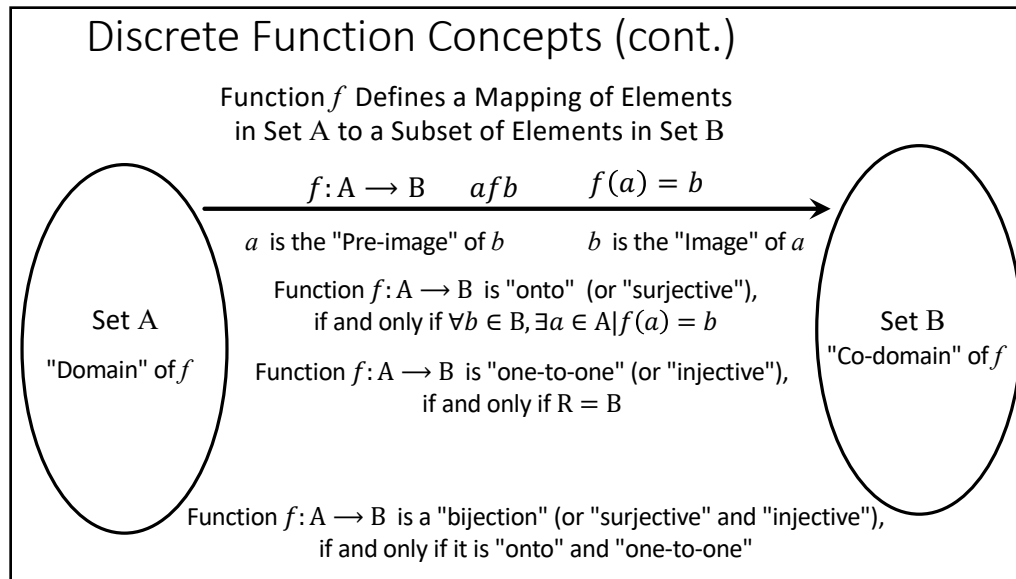 Discrete Function Concepts (cont.)
Function f Defines a Mapping of Elements
in Set A to a Subset of Elements in Set B
f: A ⟶ B afb f(a) = b
a is the "Pre-image" of b b is the "Image" of a
Function f: A ⟶ B is "onto" (or "surjective"),
if and only if ∀b ∈ B, ∃a ∈ A|f(a) = b
Set A
"Domain" of f
Set B
"Co-domain" of f
Function f: A ⟶ B is "one-to-one" (or "injective"),
if and only if R = B
Function f: A ⟶ B is a "bijection" (or "surjective" and "injective"),
if and only if it is "onto" and "one-to-one"